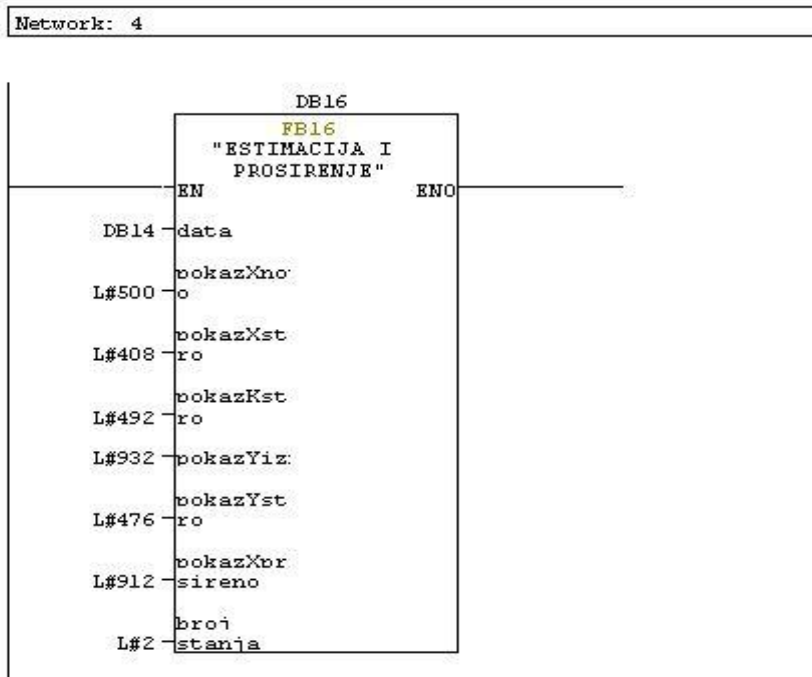 Network: 4
DB16
FB16
"ESTIMACIJA I
PROSIRENJE"
EN ENO
DB14 data
pokazXno
L#500 o
pokazXst
L#408 ro
pokazKst
L#492 ro
L#932 pokazYiz
pokazYst
L#476 ro
pokazXpr
L#912 sireno
broj
L#2 stanja